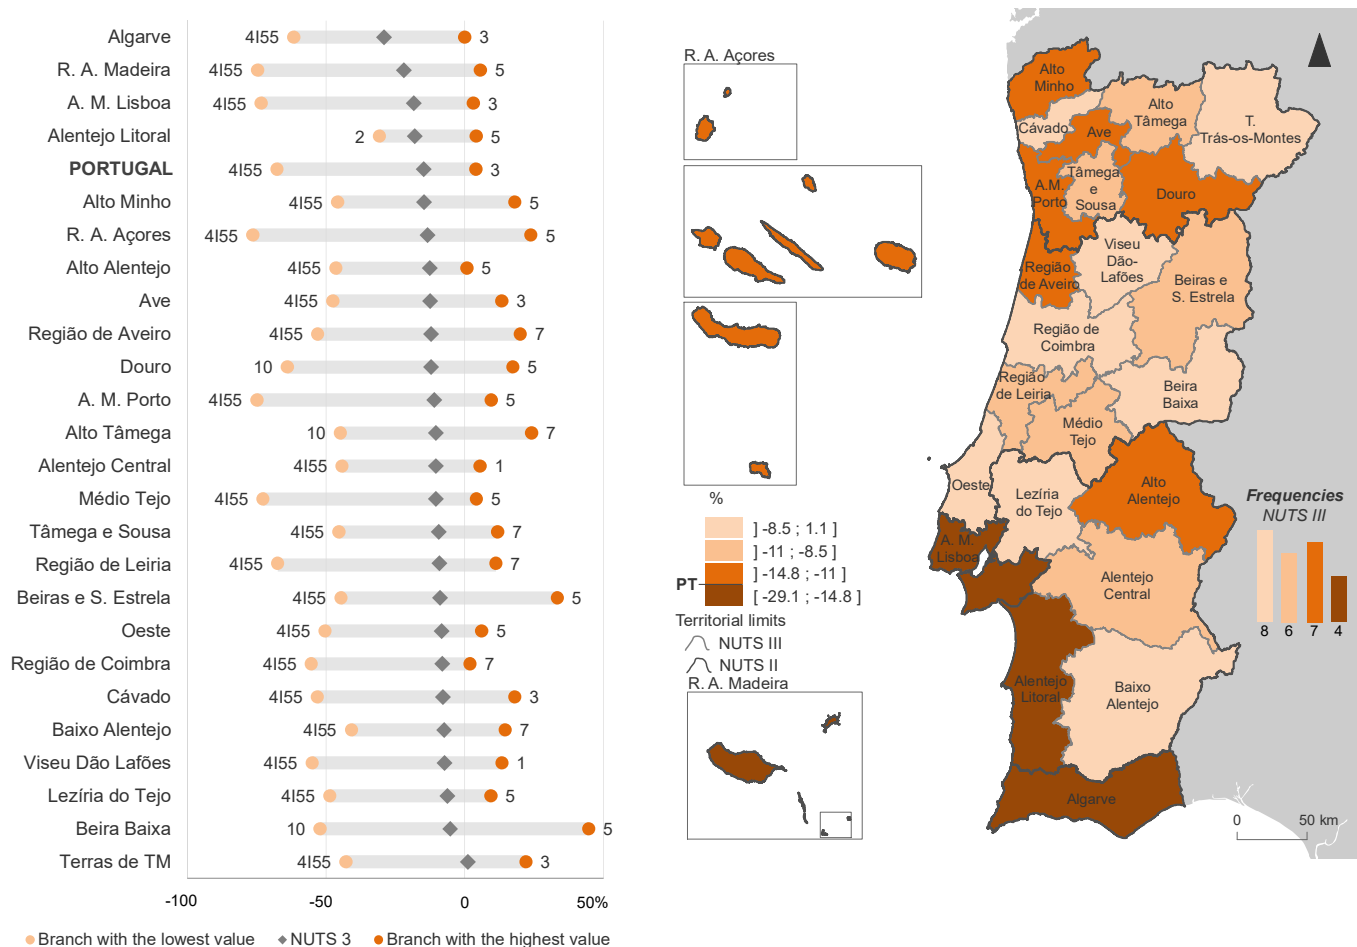 Algarve 4I55 3
R. A. Madeira 4I55 5
A. M. Lisboa 4I55 3
Alentejo Litoral 2 5
PORTUGAL 4I55 3
Alto Minho 4I55 5
R. A. Açores 4I55 5
Alto Alentejo 4I55 5
Ave 4I55 3
Região de Aveiro 4I55 7
Douro 10 5
A. M. Porto 4I55 5
Alto Tâmega 10 7
Alentejo Central 4I55 1
Médio Tejo 4I55 5
Tâmega e Sousa 4I55 7
Região de Leiria 4I55 7
Beiras e S. Estrela 4I55 5
Oeste 4I55 5
Região de Coimbra 4I55 7
Cávado 4I55 3
Baixo Alentejo 4I55 7
Viseu Dão Lafões 4I55 1
Lezíria do Tejo 4I55 5
Beira Baixa 10 5
Terras de TM 4I55 3
-100 -50 0 50%
Branch with the lowest value NUTS 3 Branch with the highest value
R. A. Açores
%
] -8.5 ; 1.1 ]
] -11 ; -8.5 ]
] -14.8 ; -11 ]
PT
[ -29.1 ; -14.8 ]
Territorial limits
NUTS III
NUTS II
R. A. Madeira
Alto
Minho
Cávado
Ave
Alto
Tâmega
T.
Trás-os-Montes
A.M.
Porto
Tâmega
e
Sousa
Douro
Viseu
Dão-
Lafões
Região
de Aveiro
Beiras e
S. Estrela
Região de
Coimbra
Região
de Leiria
Beira
Baixa
Médio
Tejo
Oeste
Lezíria
do Tejo
Alto
Alentejo
A. M.
Lisboa
Alentejo
Central
Alentejo
Litoral
Baixo
Alentejo
Algarve
Frequencies
NUTS III
8 6 7 4
0 50 km